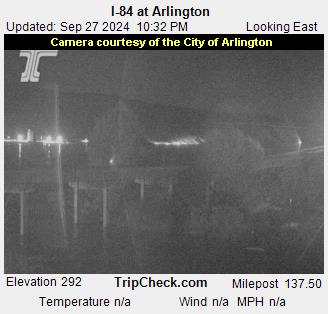 I-84 at Arlington
Updated: Sep 27 2024 10:32 PM Looking East
Camera courtesy of the City of Arlington
Elevation 292 TripCheck.com Milepost 137.50
Temperature n/a Wind n/a MPH n/a